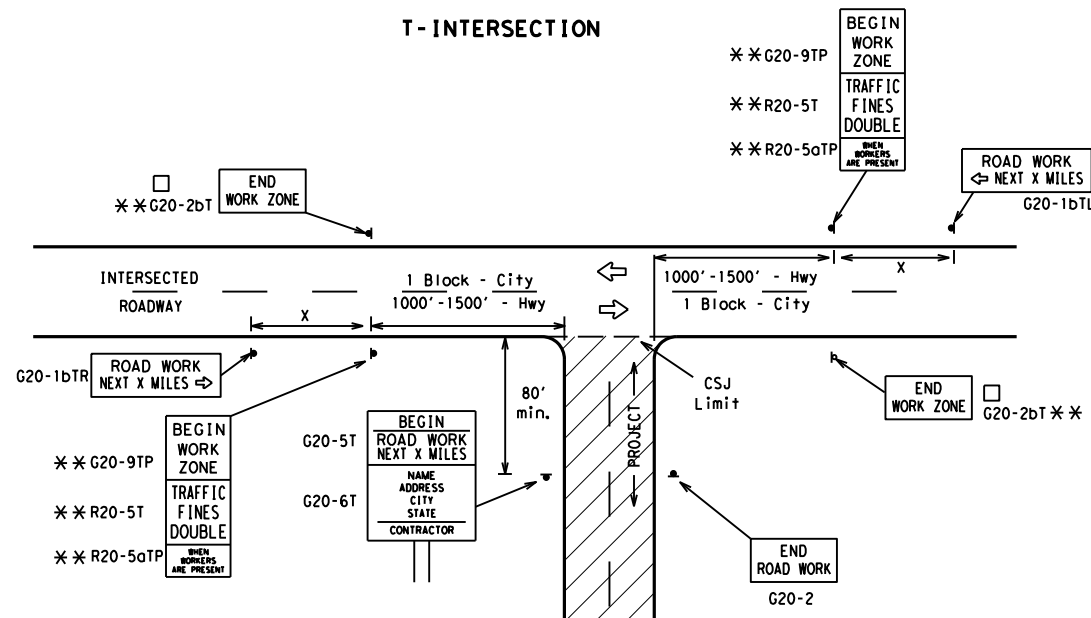 T-INTERSECTION
BEGIN
WORK
ZONE
**G20-9TP
TRAFFIC
FINES
DOUBLE
**R20-5T
WHEN
WORKERS
ARE PRESENT
**R20-5aTP
ROAD WORK
⇦ NEXT X MILES
G20-1bTL
□
**G20-2bT
END
WORK ZONE
INTERSECTED
ROADWAY
1 Block - City
1000'-1500' - Hwy
X
1000'-1500' - Hwy
1 Block - City
X
G20-1bTR
ROAD WORK
NEXT X MILES ⇨
80'
min.
CSJ
Limit
PROJECT
END
WORK ZONE
□
G20-2bT**
BEGIN
WORK
ZONE
**G20-9TP
TRAFFIC
FINES
DOUBLE
**R20-5T
WHEN
WORKERS
ARE PRESENT
**R20-5aTP
G20-5T
BEGIN
ROAD WORK
NEXT X MILES
G20-6T
NAME
ADDRESS
CITY
STATE
CONTRACTOR
END
ROAD WORK
G20-2